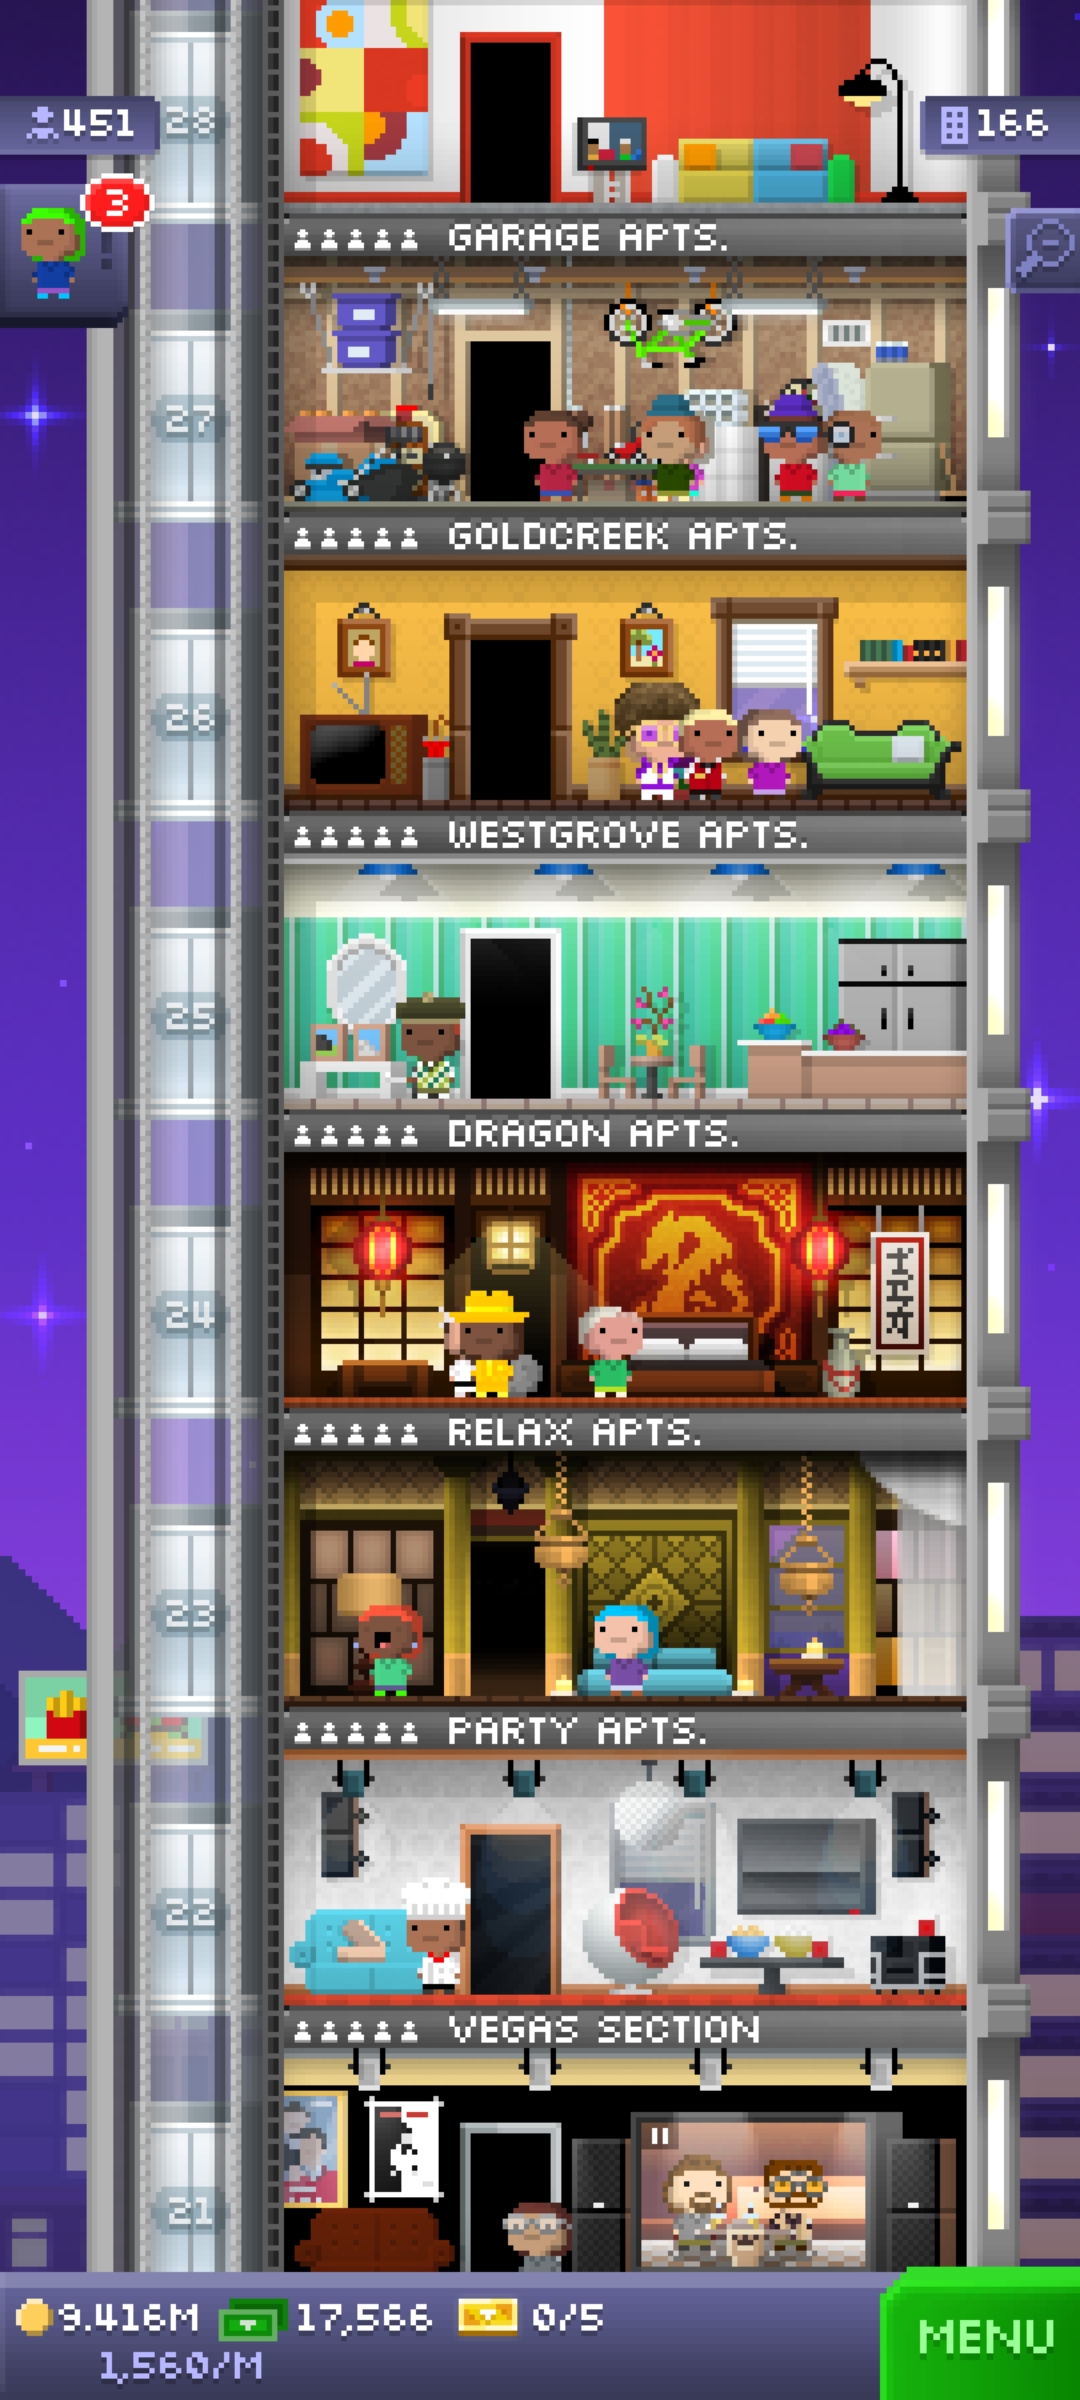 28
451
166
3
GARAGE APTS.
27
GOLDCREEK APTS.
26
WESTGROVE APTS.
25
DRAGON APTS.
24
RELAX APTS.
23
PARTY APTS.
22
VEGAS SECTION
21
9.416M 17,566 0/5
1,560/M
MENU